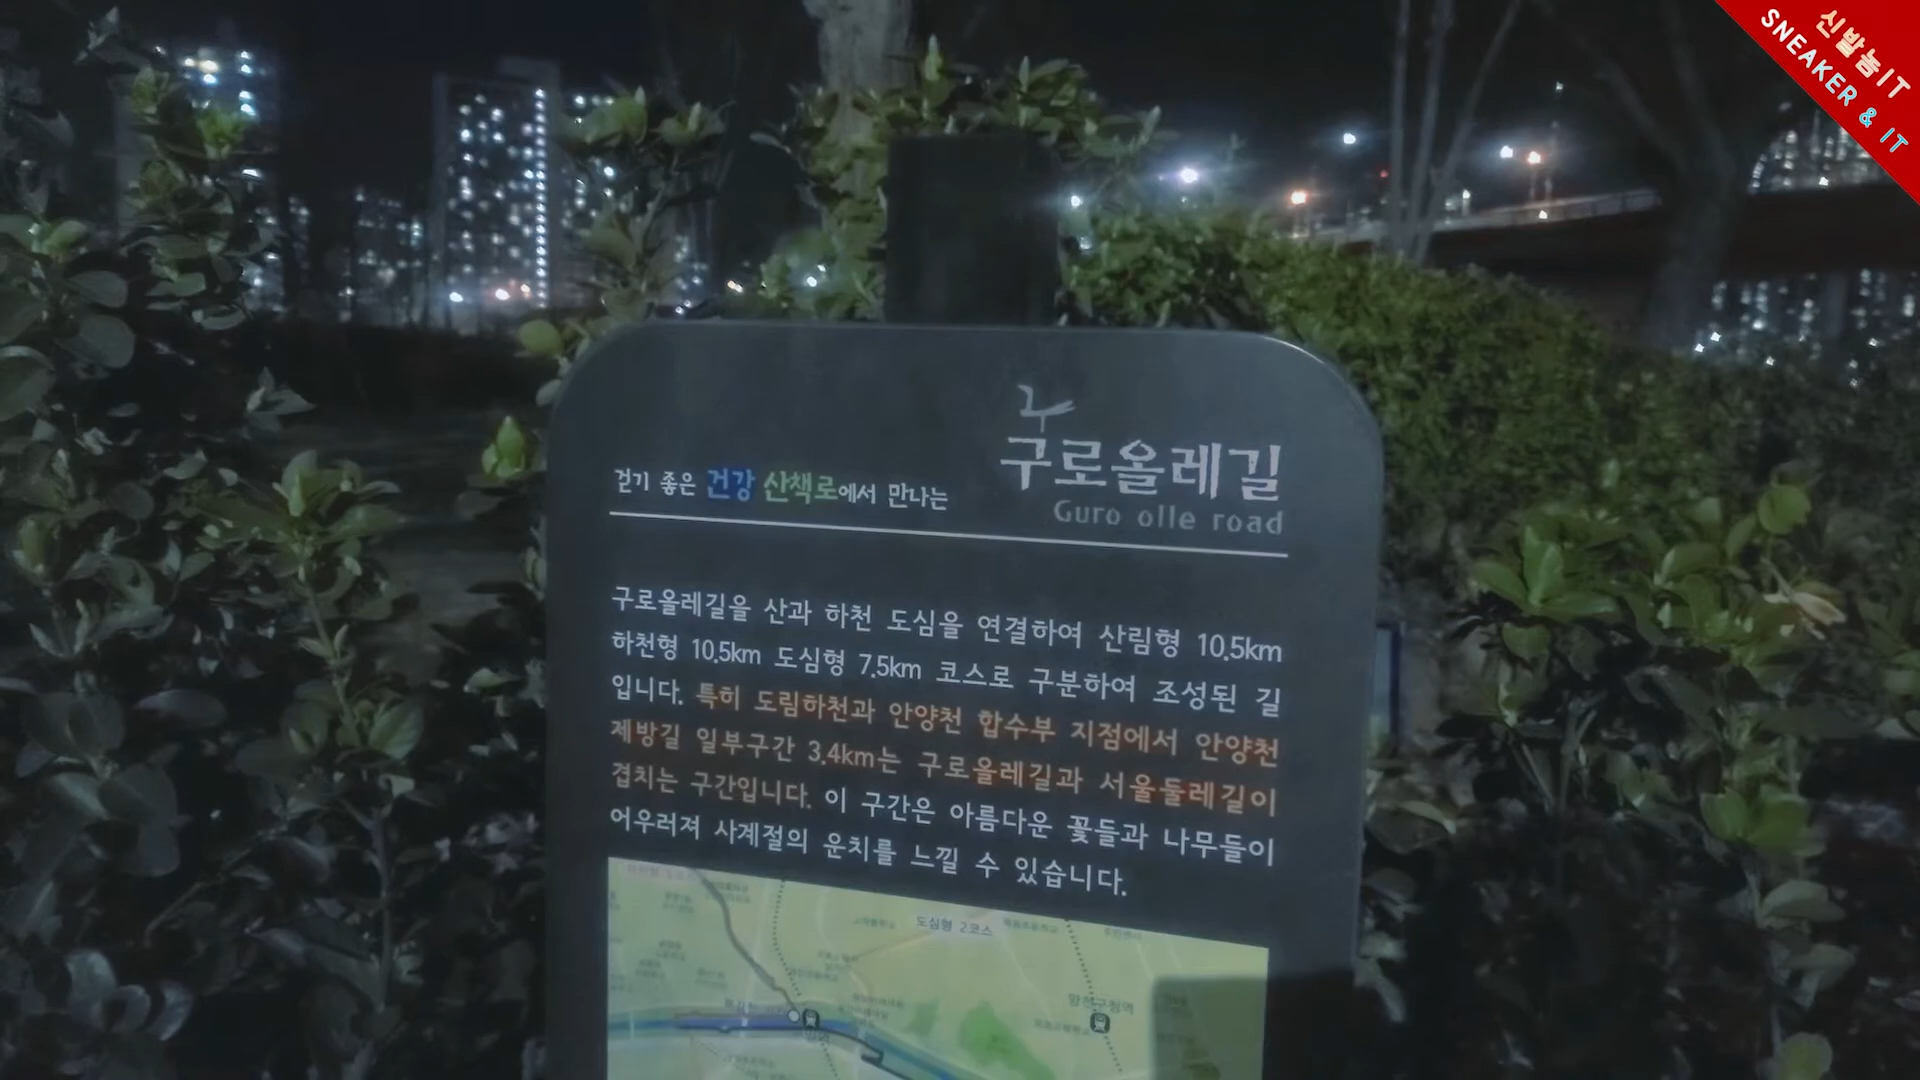 신발놈IT
SNEAKER & IT
구로올레길
Guro olle road
걷기 좋은 건강 산책로에서 만나는
구로올레길을 산과 하천 도심을 연결하여 산림형 10.5km
하천형 10.5km 도심형 7.5km 코스로 구분하여 조성된 길
입니다. 특히 도림하천과 안양천 합수부 지점에서 안양천
제방길 일부구간 3.4km는 구로올레길과 서울둘레길이
겹치는 구간입니다. 이 구간은 아름다운 꽃들과 나무들이
어우러져 사계절의 운치를 느낄 수 있습니다.
도심형 2코스
양천구청역